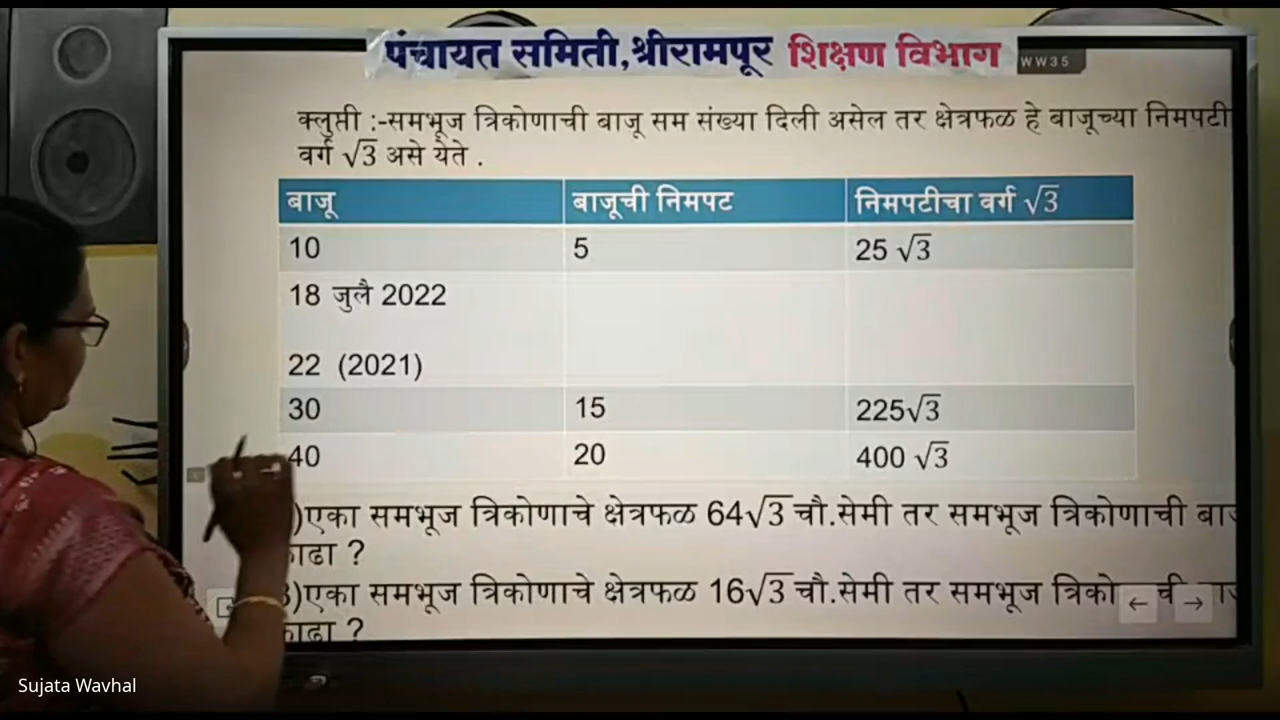 पंचायत समिती,श्रीरामपूर शिक्षण विभाग
WW35
क्लुप्ती :-समभूज त्रिकोणाची बाजू सम संख्या दिली असेल तर क्षेत्रफळ हे बाजूच्या निमपटी
वर्ग √3 असे येते .
बाजू बाजूची निमपट निमपटीचा वर्ग √3
10 5 25 √3
18 जुलै 2022
22 (2021)
30 15 225√3
40 20 400 √3
)एका समभूज त्रिकोणाचे क्षेत्रफळ 64√3 चौ.सेमी तर समभूज त्रिकोणाची
?
)एका समभूज त्रिकोणाचे क्षेत्रफळ 16√3 चौ.सेमी तर समभूज
?
Sujata Wavhal